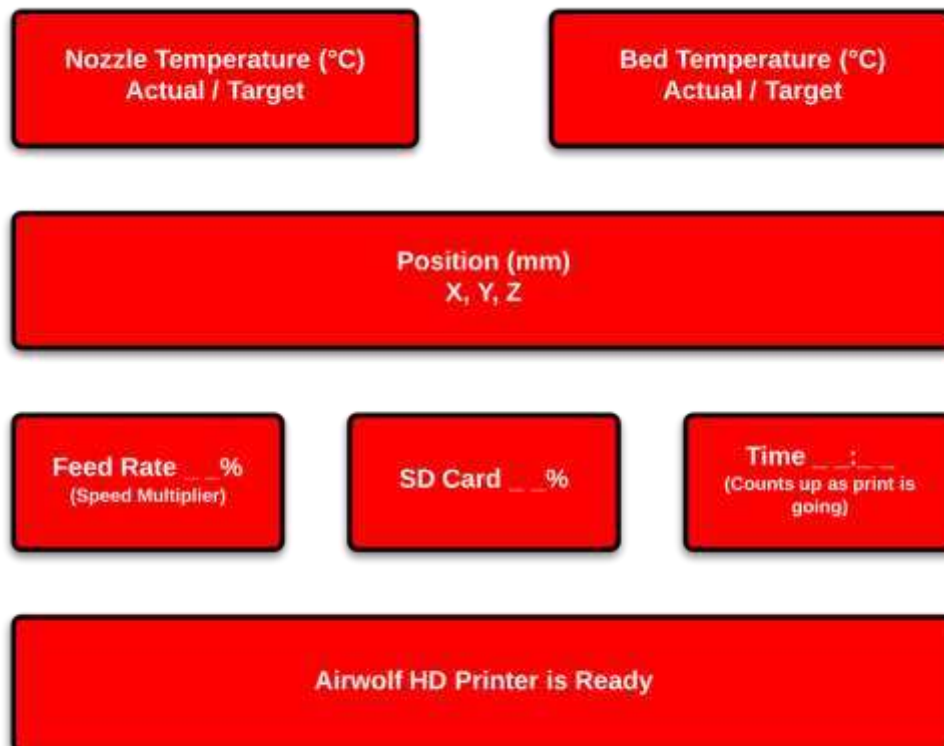 Nozzle Temperature (°C)
Actual / Target
Bed Temperature (°C)
Actual / Target
Position (mm)
X, Y, Z
Feed Rate _ _%
(Speed Multiplier)
SD Card _ _%
Time _ _:_ _
(Counts up as print is
going)
Airwolf HD Printer is Ready